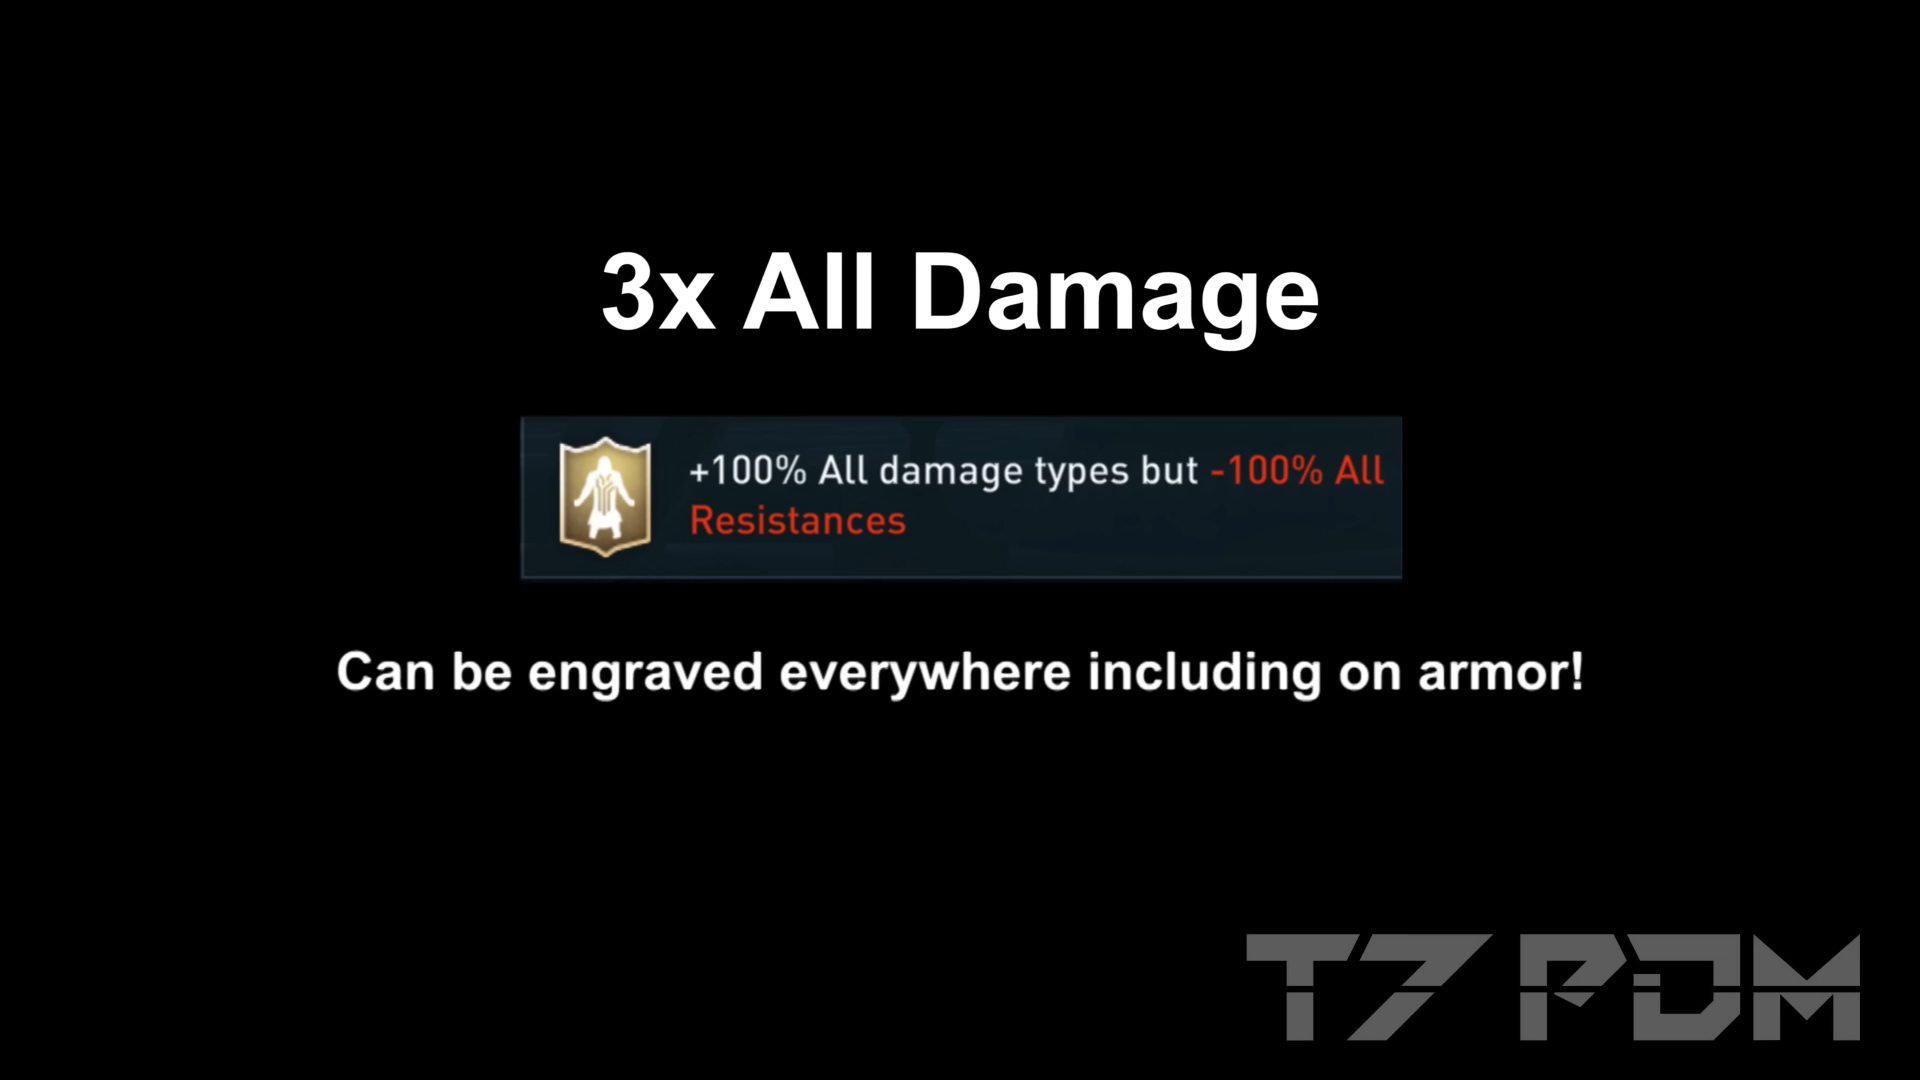 3x All Damage
+100% All damage types but -100% All
Resistances
Can be engraved everywhere including on armor!
T7 PDM